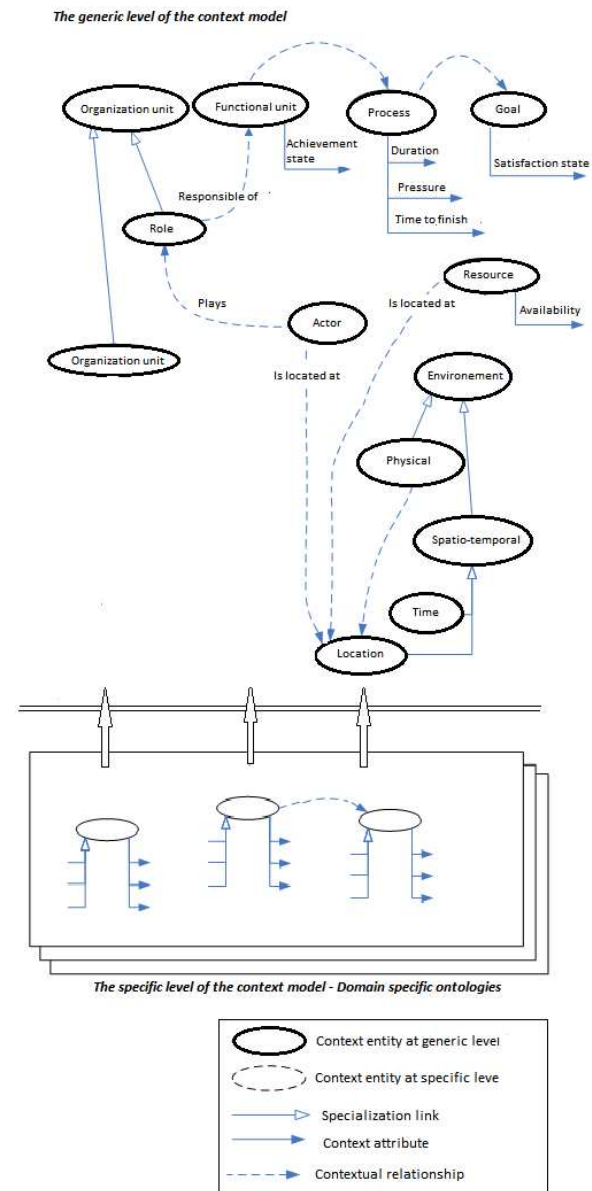 The generic level of the context model
Organization unit
Functional unit
Process
Goal
Achievement
state
Duration
Satisfaction state
Pressure
Responsible of
Time to finish
Role
Resource
Plays
Is located at
Actor
Availability
Organization unit
Is located at
Environement
Physical
Spatio-temporal
Time
Location
The specific level of the context model - Domain specific ontologies
Context entity at generic level
Context entity at specific leve
Specialization link
Context attribute
Contextual relationship